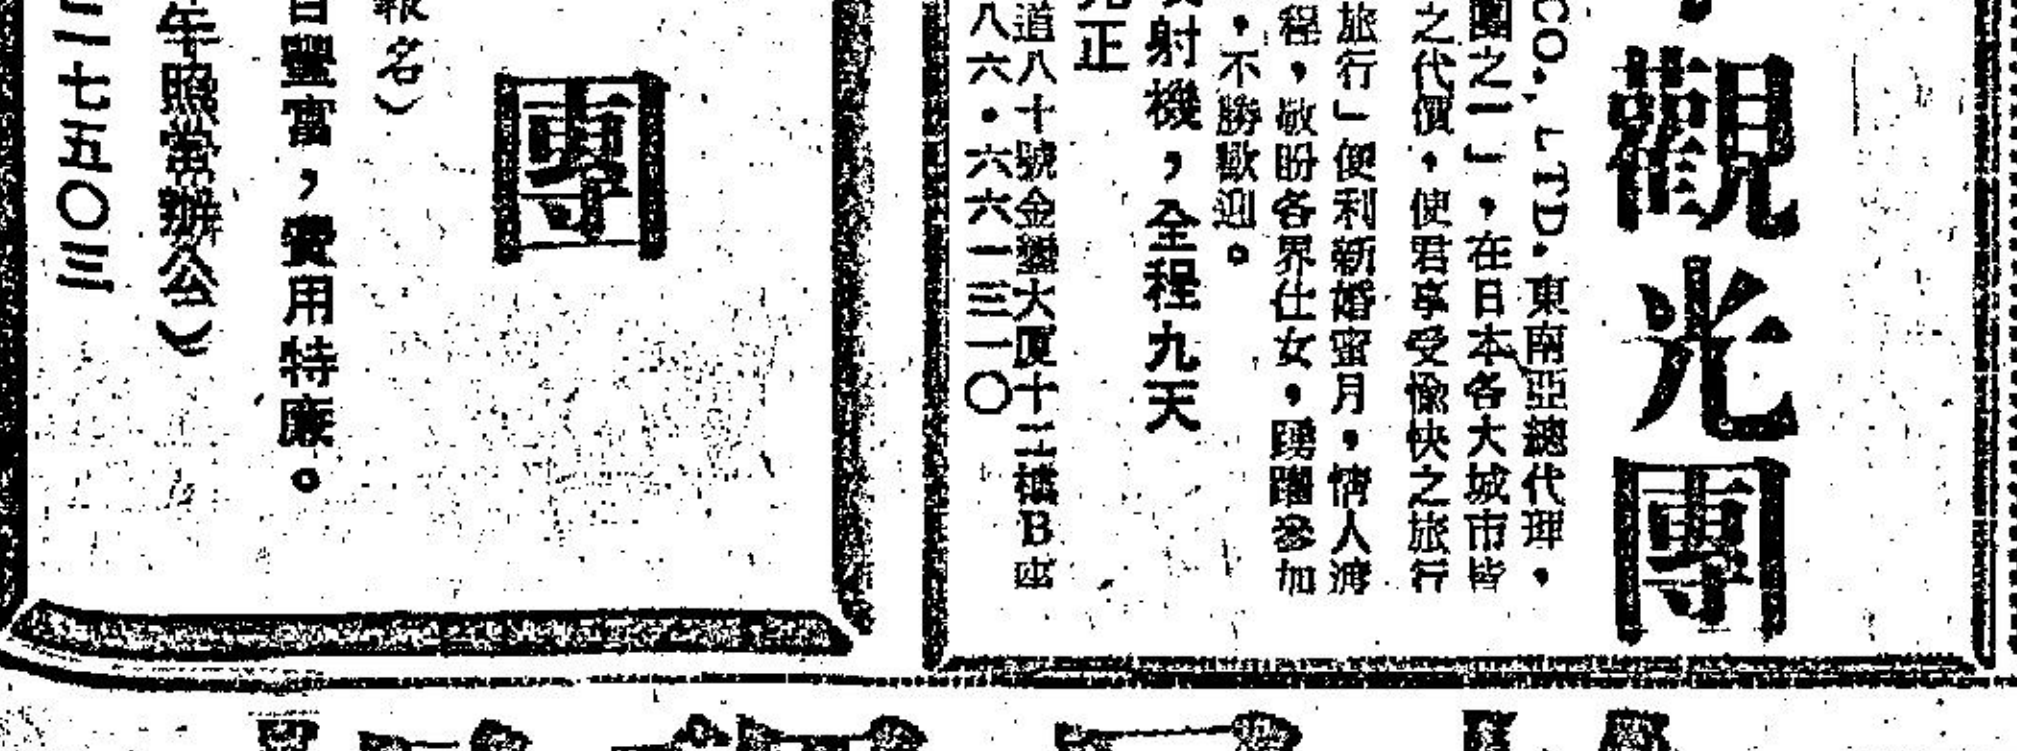 觀光團
CO., LTD.東南亞總代理，
團之一」，在日本各大城市皆
之代價，使君享受愉快之旅行
旅行」便利新婚蜜月，情人渡
程，敬盼各界仕女，踴躍參加
，不勝歡迎。
射機，全程九天
元正
道八十號金鑾大廈十二樓B座
八六・六六一三一〇
團
報名）
豐富，費用特廉。
午照常辦公）
二七五〇三